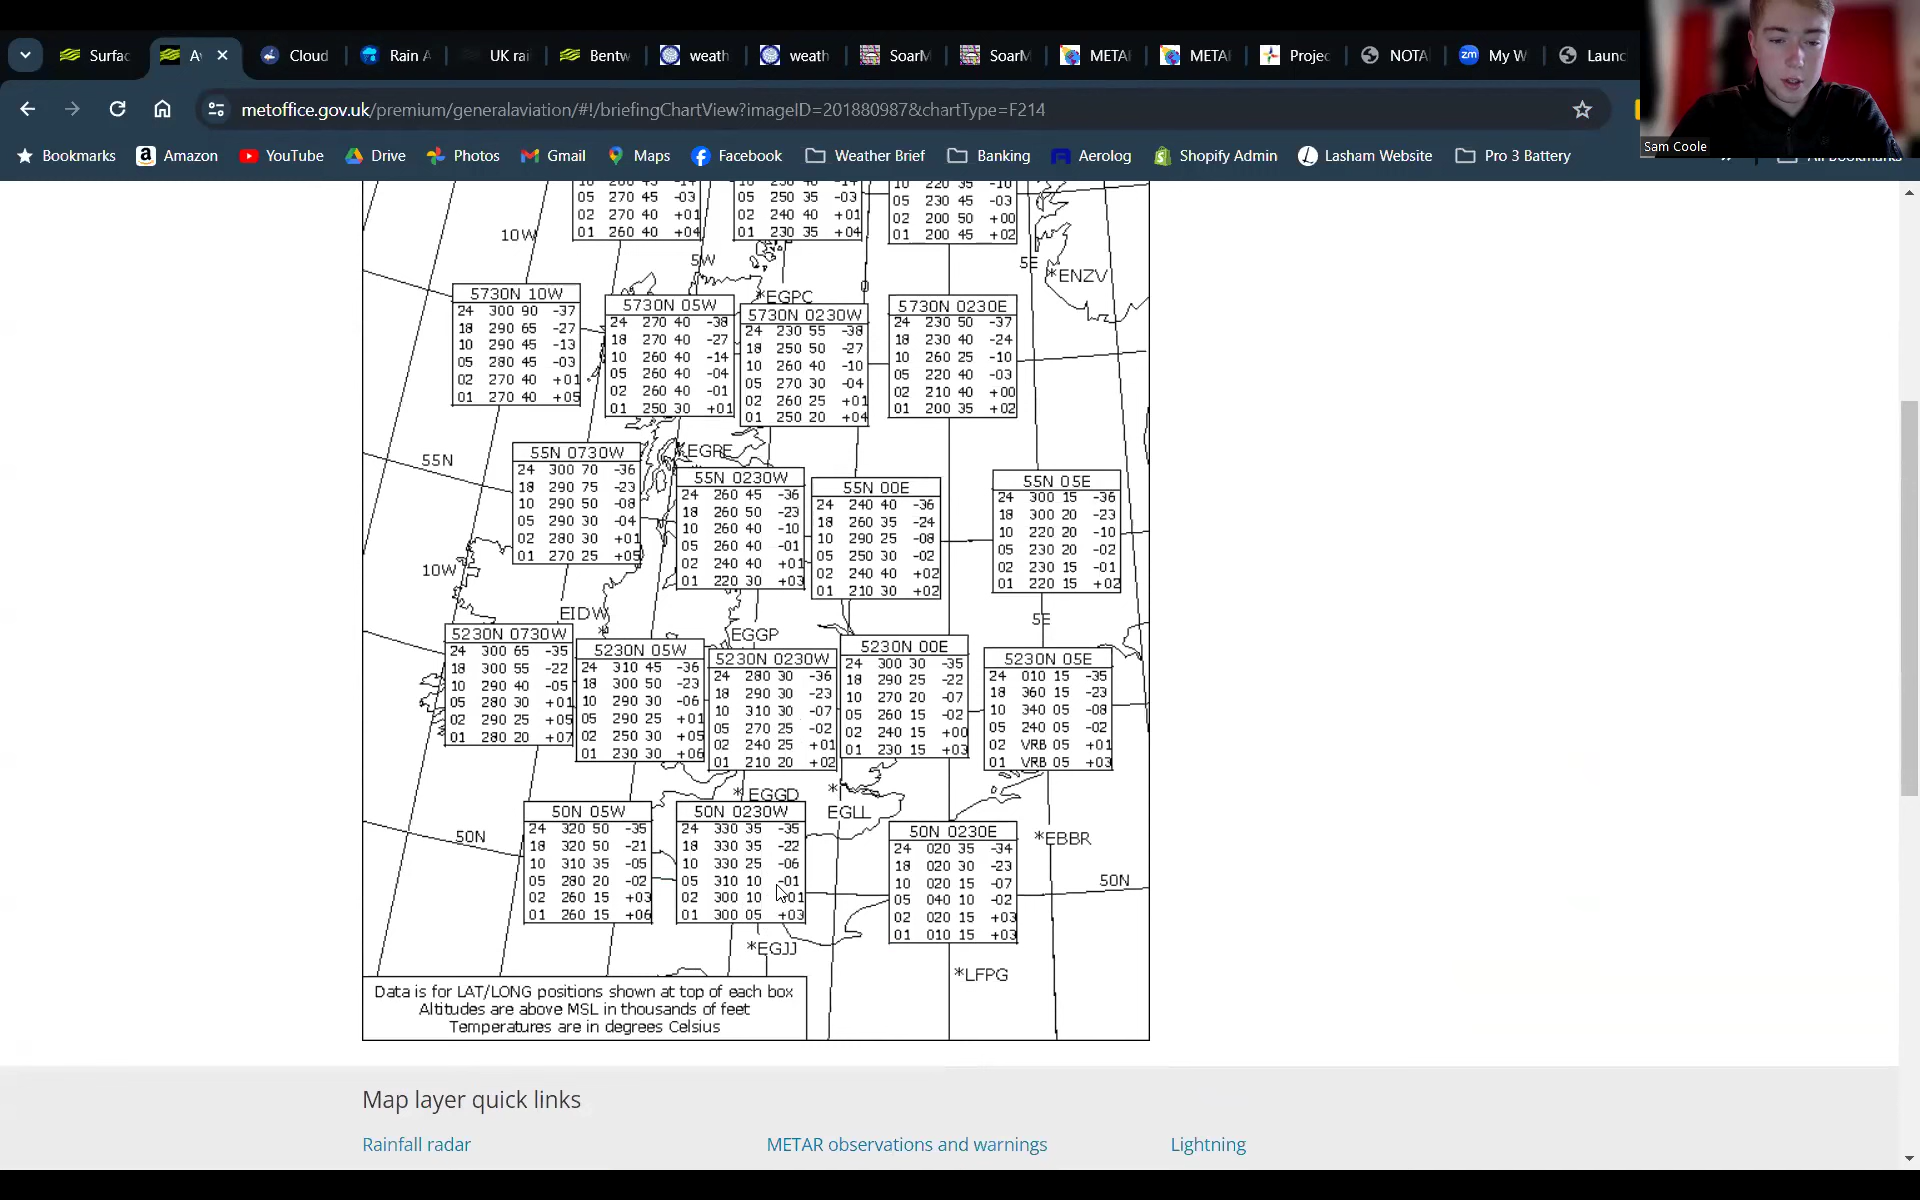 Surfac
A
Cloud
Rain A
UK rai
Bentw
weath
weath
SoarM
SoarM
META
META
Projec
NOTA
zm
My W
Launc
metoffice.gov.uk/premium/generalaviation/#!/briefingChartView?imageID=201880987&chartType=F214
Sam Coole
Bookmarks
Amazon
YouTube
Drive
Photos
Gmail
Maps
Facebook
Weather Brief
Banking
Aerolog
Shopify Admin
Lasham Website
Pro 3 Battery
All Bookmarks
05 270 45 -03
02 270 40 +01
01 260 40 +04
05 250 35 -03
02 240 40 +01
01 230 35 +04
10 220 35 -10
05 230 45 -03
02 200 50 +00
01 200 45 +02
10W
5W
5E
*ENZV
*EGPC
0
5730N 10W
24 300 90 -37
18 290 65 -27
10 290 45 -13
05 280 45 -03
02 270 40 +01
01 270 40 +05
5730N 05W
24 270 40 -38
18 270 40 -27
10 260 40 -14
05 260 40 -04
02 260 40 -01
01 250 30 +01
5730N 0230W
24 230 55 -38
18 250 50 -27
10 260 40 -10
05 270 30 -04
02 260 25 +01
01 250 20 +04
5730N 0230E
24 230 50 -37
18 230 40 -24
10 260 25 -10
05 220 40 -03
02 210 40 +00
01 200 35 +02
55N
*EGPF
55N 0730W
24 300 70 -36
18 290 75 -23
10 290 50 -08
05 290 30 -04
02 280 30 +01
01 270 25 +05
55N 0230W
24 260 45 -36
18 260 50 -23
10 260 40 -10
05 260 40 -01
02 240 40 +01
01 220 30 +03
55N 00E
24 240 40 -36
18 260 35 -24
10 290 25 -08
05 250 30 -02
02 240 40 +02
01 210 30 +02
55N 05E
24 300 15 -36
18 300 20 -23
10 220 20 -10
05 230 20 -02
02 230 15 -01
01 220 15 +02
10W
EIDW
*
EGGP
5E
5230N 0730W
24 300 65 -35
18 300 55 -22
10 290 40 -05
05 280 30 +01
02 290 25 +05
01 280 20 +07
5230N 05W
24 310 45 -36
18 300 50 -23
10 290 30 -06
05 290 25 +01
02 250 30 +05
01 230 30 +06
5230N 0230W
24 280 30 -36
18 290 30 -23
10 310 30 -07
05 270 25 -02
02 240 25 +01
01 210 20 +02
5230N 00E
24 300 30 -35
18 290 25 -22
10 270 20 -07
05 260 15 -02
02 240 15 +00
01 230 15 +03
5230N 05E
24 010 15 -35
18 360 15 -23
10 340 05 -08
05 240 05 -02
02 VRB 05 +01
01 VRB 05 +03
* EGGD
*
EGLL
50N
*EBBR
50N
50N 05W
24 320 50 -35
18 320 50 -21
10 310 35 -05
05 280 20 -02
02 260 15 +03
01 260 15 +06
50N 0230W
24 330 35 -35
18 330 35 -22
10 330 25 -06
05 310 10 -01
02 300 10 +01
01 300 05 +03
50N 0230E
24 020 35 -34
18 020 30 -23
10 020 15 -07
05 040 10 -02
02 020 15 +03
01 010 15 +03
*EGJJ
*LFPG
Data is for LAT/LONG positions shown at top of each box
Altitudes are above MSL in thousands of feet
Temperatures are in degrees Celsius
Map layer quick links
Rainfall radar
METAR observations and warnings
Lightning